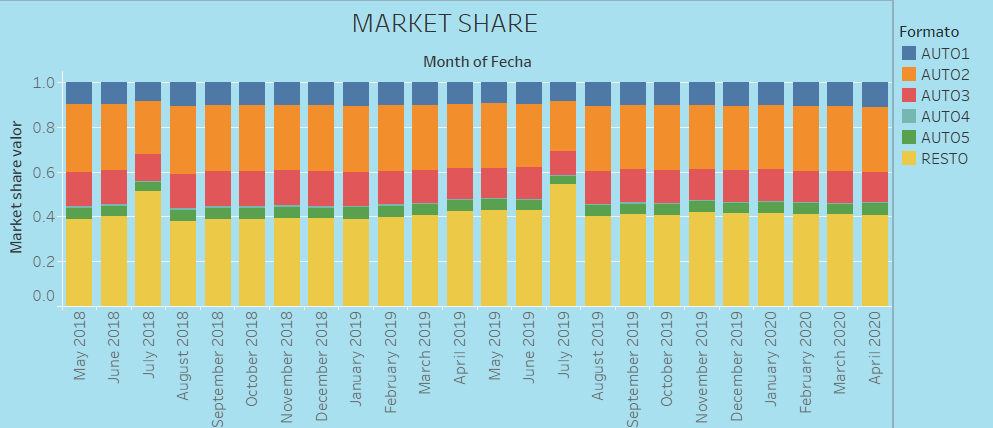 MARKET SHARE
Month of Fecha
Market share valor
1.0
0.8
0.6
0.4
0.2
0.0
May 2018
June 2018
July 2018
August 2018
September 2018
October 2018
November 2018
December 2018
January 2019
February 2019
March 2019
April 2019
May 2019
June 2019
July 2019
August 2019
September 2019
October 2019
November 2019
December 2019
January 2020
February 2020
March 2020
April 2020
Formato
AUTO1
AUTO2
AUTO3
AUTO4
AUTO5
RESTO